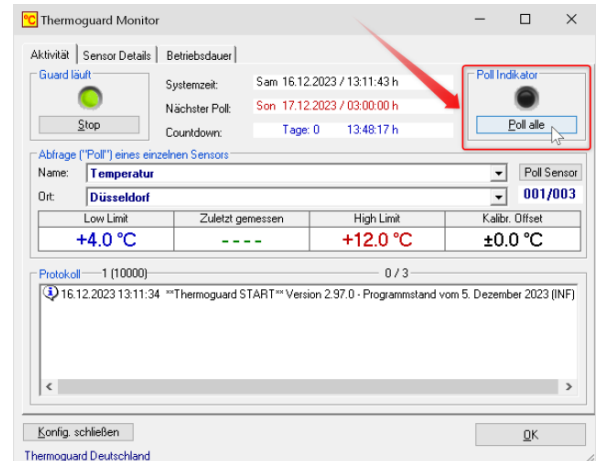 °C Thermoguard Monitor
Aktivität Sensor Details Betriebsdauer
Guard läuft
Stop
Systemzeit: Sam 16.12.2023 / 13:11:43 h
Nächster Poll: Son 17.12.2023 / 03:00:00 h
Countdown: Tage: 0 13:48:17 h
Poll Indikator
Poll alle
Abfrage ("Poll") eines einzelnen Sensors
Name: Temperatur Poll Sensor
Ort: Düsseldorf 001/003
Low Limit Zuletzt gemessen High Limit Kalibr. Offset
+4.0 °C ---- +12.0 °C ±0.0 °C
Protokoll 1 (10000) 0 / 3
16.12.2023 13:11:34 **Thermoguard START** Version 2.97.0 - Programmstand vom 5. Dezember 2023 (INF)
Konfig. schließen OK
Thermoguard Deutschland